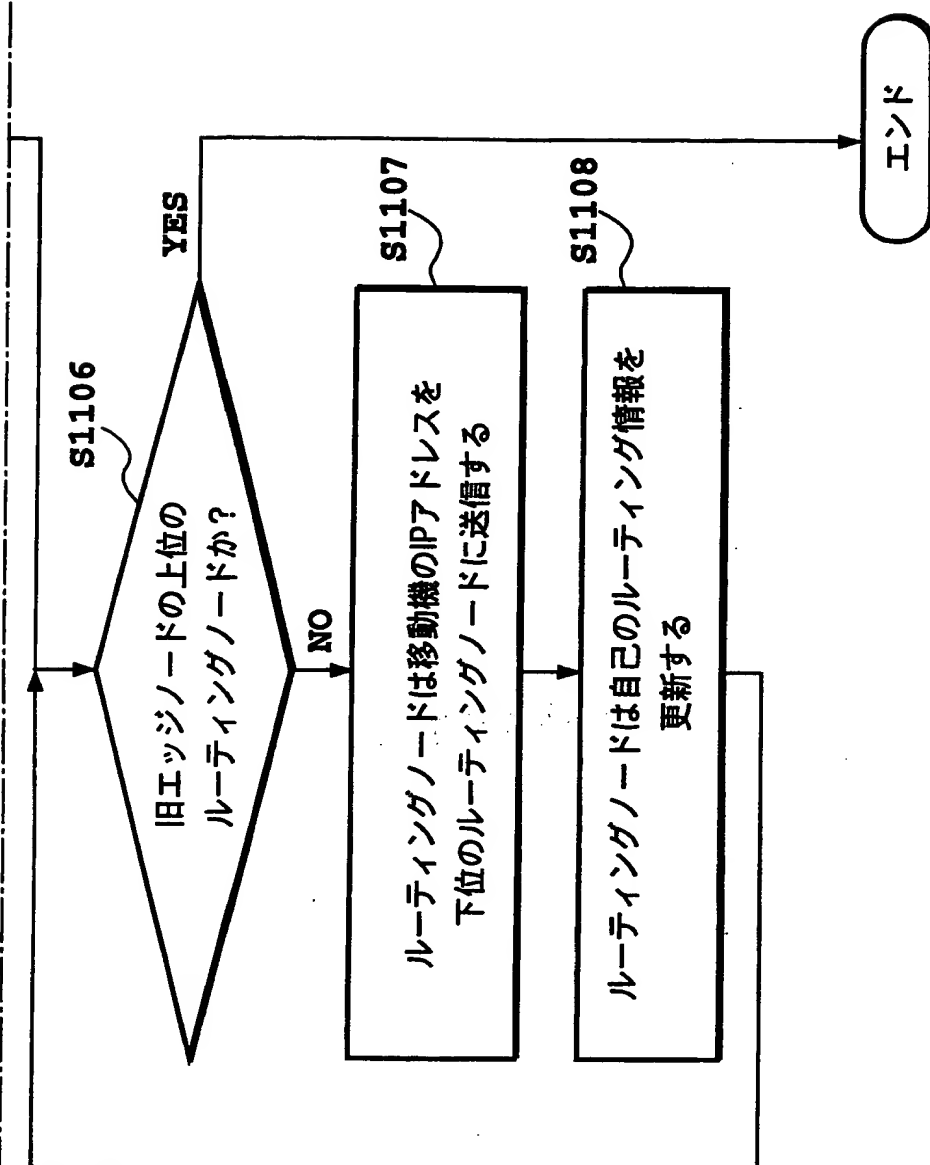 S1106
旧エッジノードの上位の
ルーティングノードか？
YES
NO
S1107
ルーティングノードは移動機のIPアドレスを
下位のルーティングノードに送信する
S1108
ルーティングノードは自己のルーティング情報を
更新する
エンド